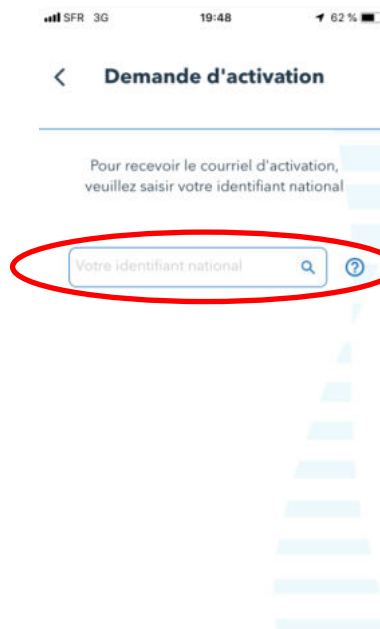 SFR 3G 19:48 62 %
Demande d'activation
Pour recevoir le courriel d'activation,
veuillez saisir votre identifiant national
Votre identifiant national
?